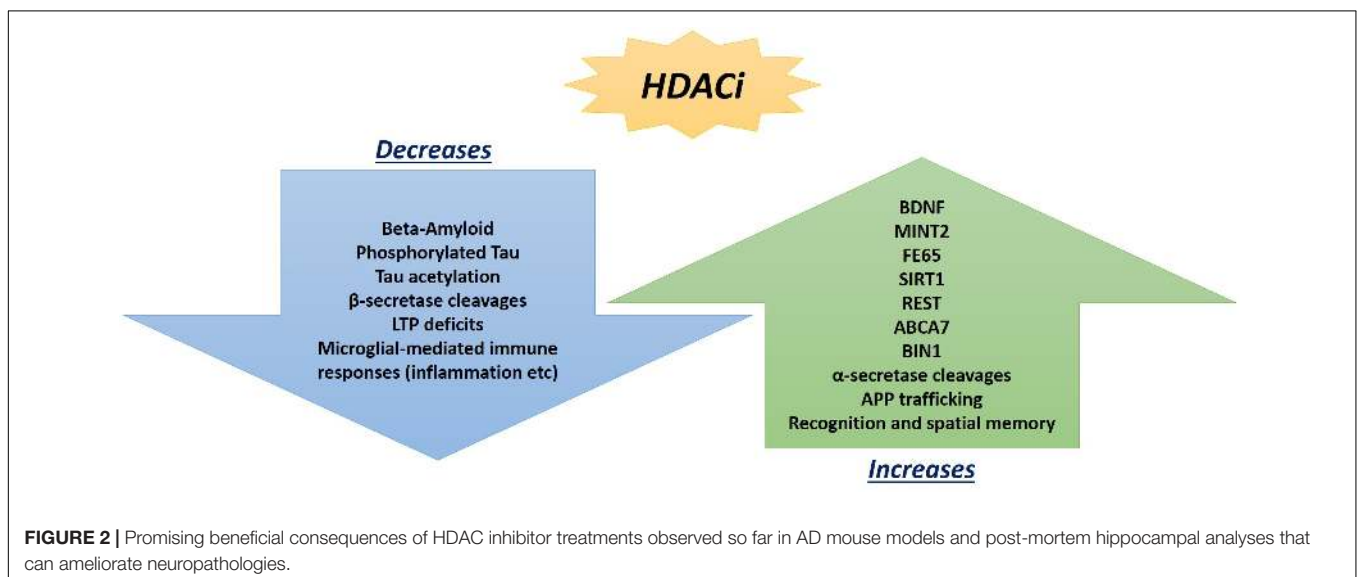 HDACi
Decreases
Beta-Amyloid
Phosphorylated Tau
Tau acetylation
β-secretase cleavages
LTP deficits
Microglial-mediated immune
responses (inflammation etc)
BDNF
MINT2
FE65
SIRT1
REST
ABCA7
BIN1
α-secretase cleavages
APP trafficking
Recognition and spatial memory
Increases
FIGURE 2 | Promising beneficial consequences of HDAC inhibitor treatments observed so far in AD mouse models and post-mortem hippocampal analyses that
can ameliorate neuropathologies.